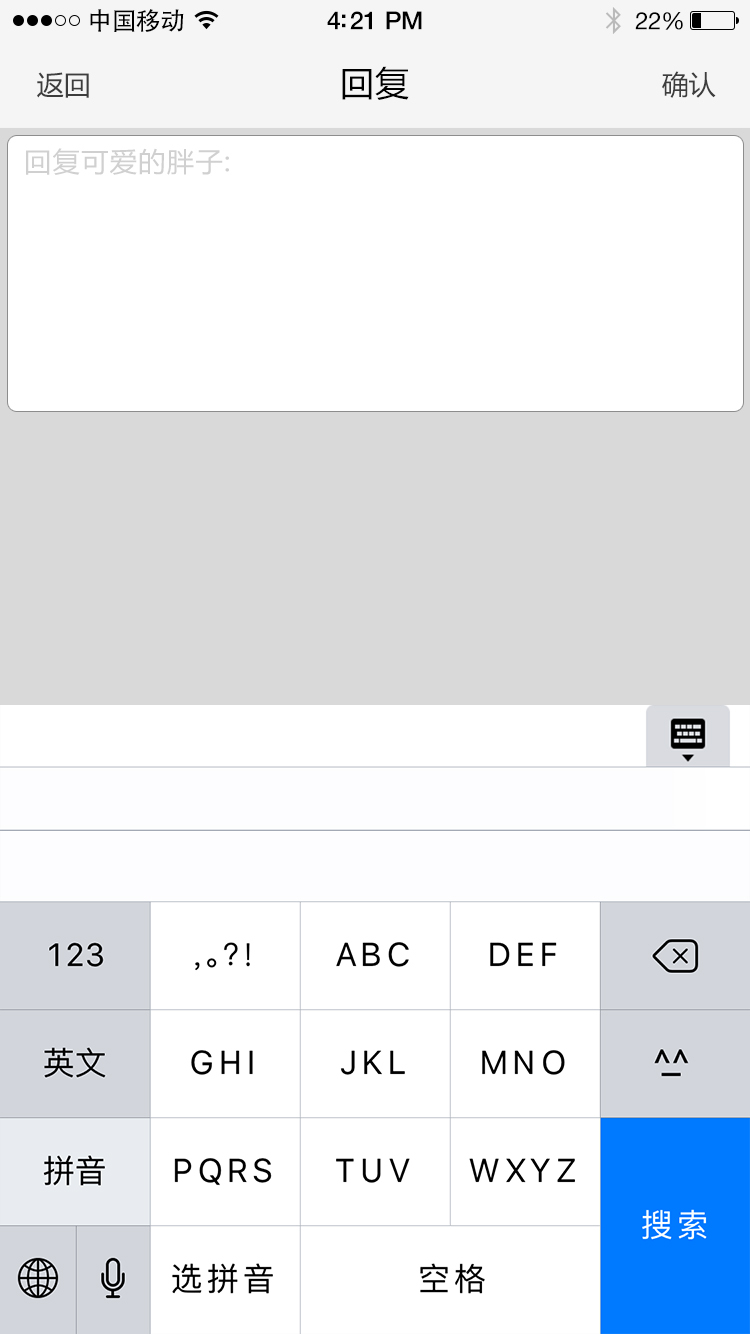 中国移动 4:21 PM 22%
返回 回复 确认
回复可爱的胖子:
123 ,。?! ABC DEF
英文 GHI JKL MNO ^^
拼音 PQRS TUV WXYZ
搜索
选拼音 空格